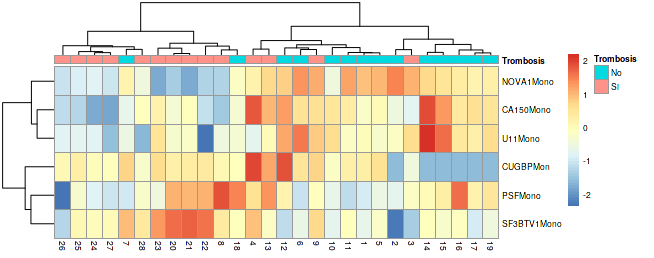 Trombosis
NOVA1Mono
CA150Mono
U11Mono
CUGBPMon
PSFMono
SF3BTV1Mono
26 25 24 27 7 28 23 20 21 22 8 18 4 13 12 6 9 10 11 1 5 2 3 14 15 16 17 19
2
1
0
-1
-2
Trombosis
No
SI